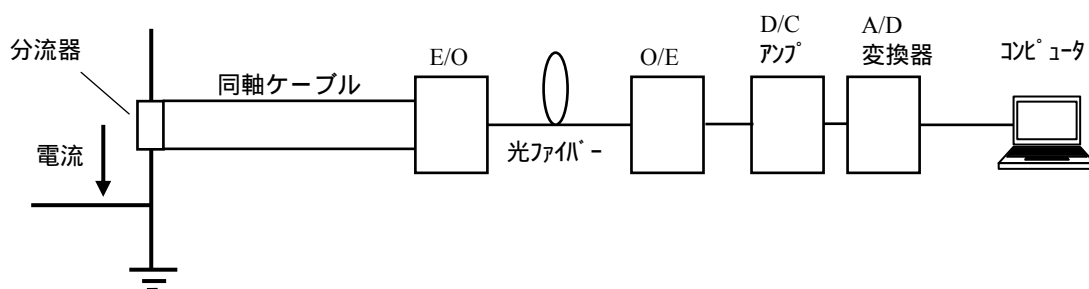 分流器
同軸ケーブル
電流
E/O
光ファイバー
O/E
D/C
アンプ
A/D
変換器
コンピュータ